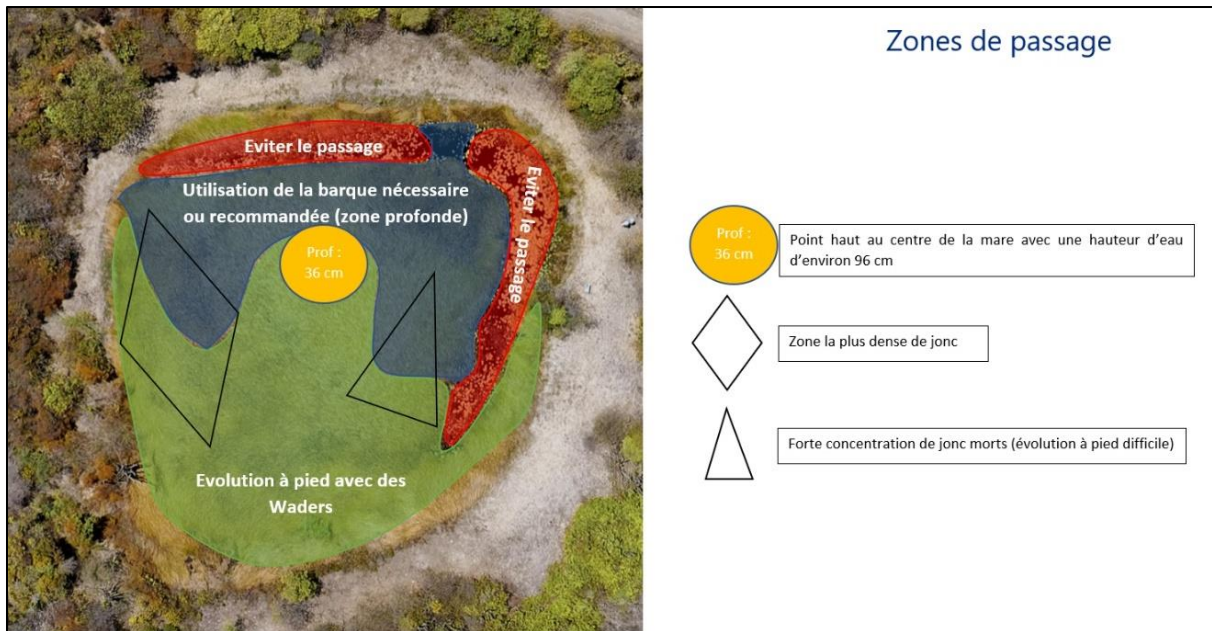 Zones de passage
Eviter le passage
Utilisation de la barque nécessaire
ou recommandée (zone profonde)
Eviter le passage
Prof :
36 cm
Evolution à pied avec des
Waders
Prof :
36 cm
Point haut au centre de la mare avec une hauteur d'eau
d'environ 96 cm
Zone la plus dense de jonc
Forte concentration de jonc morts (évolution à pied difficile)